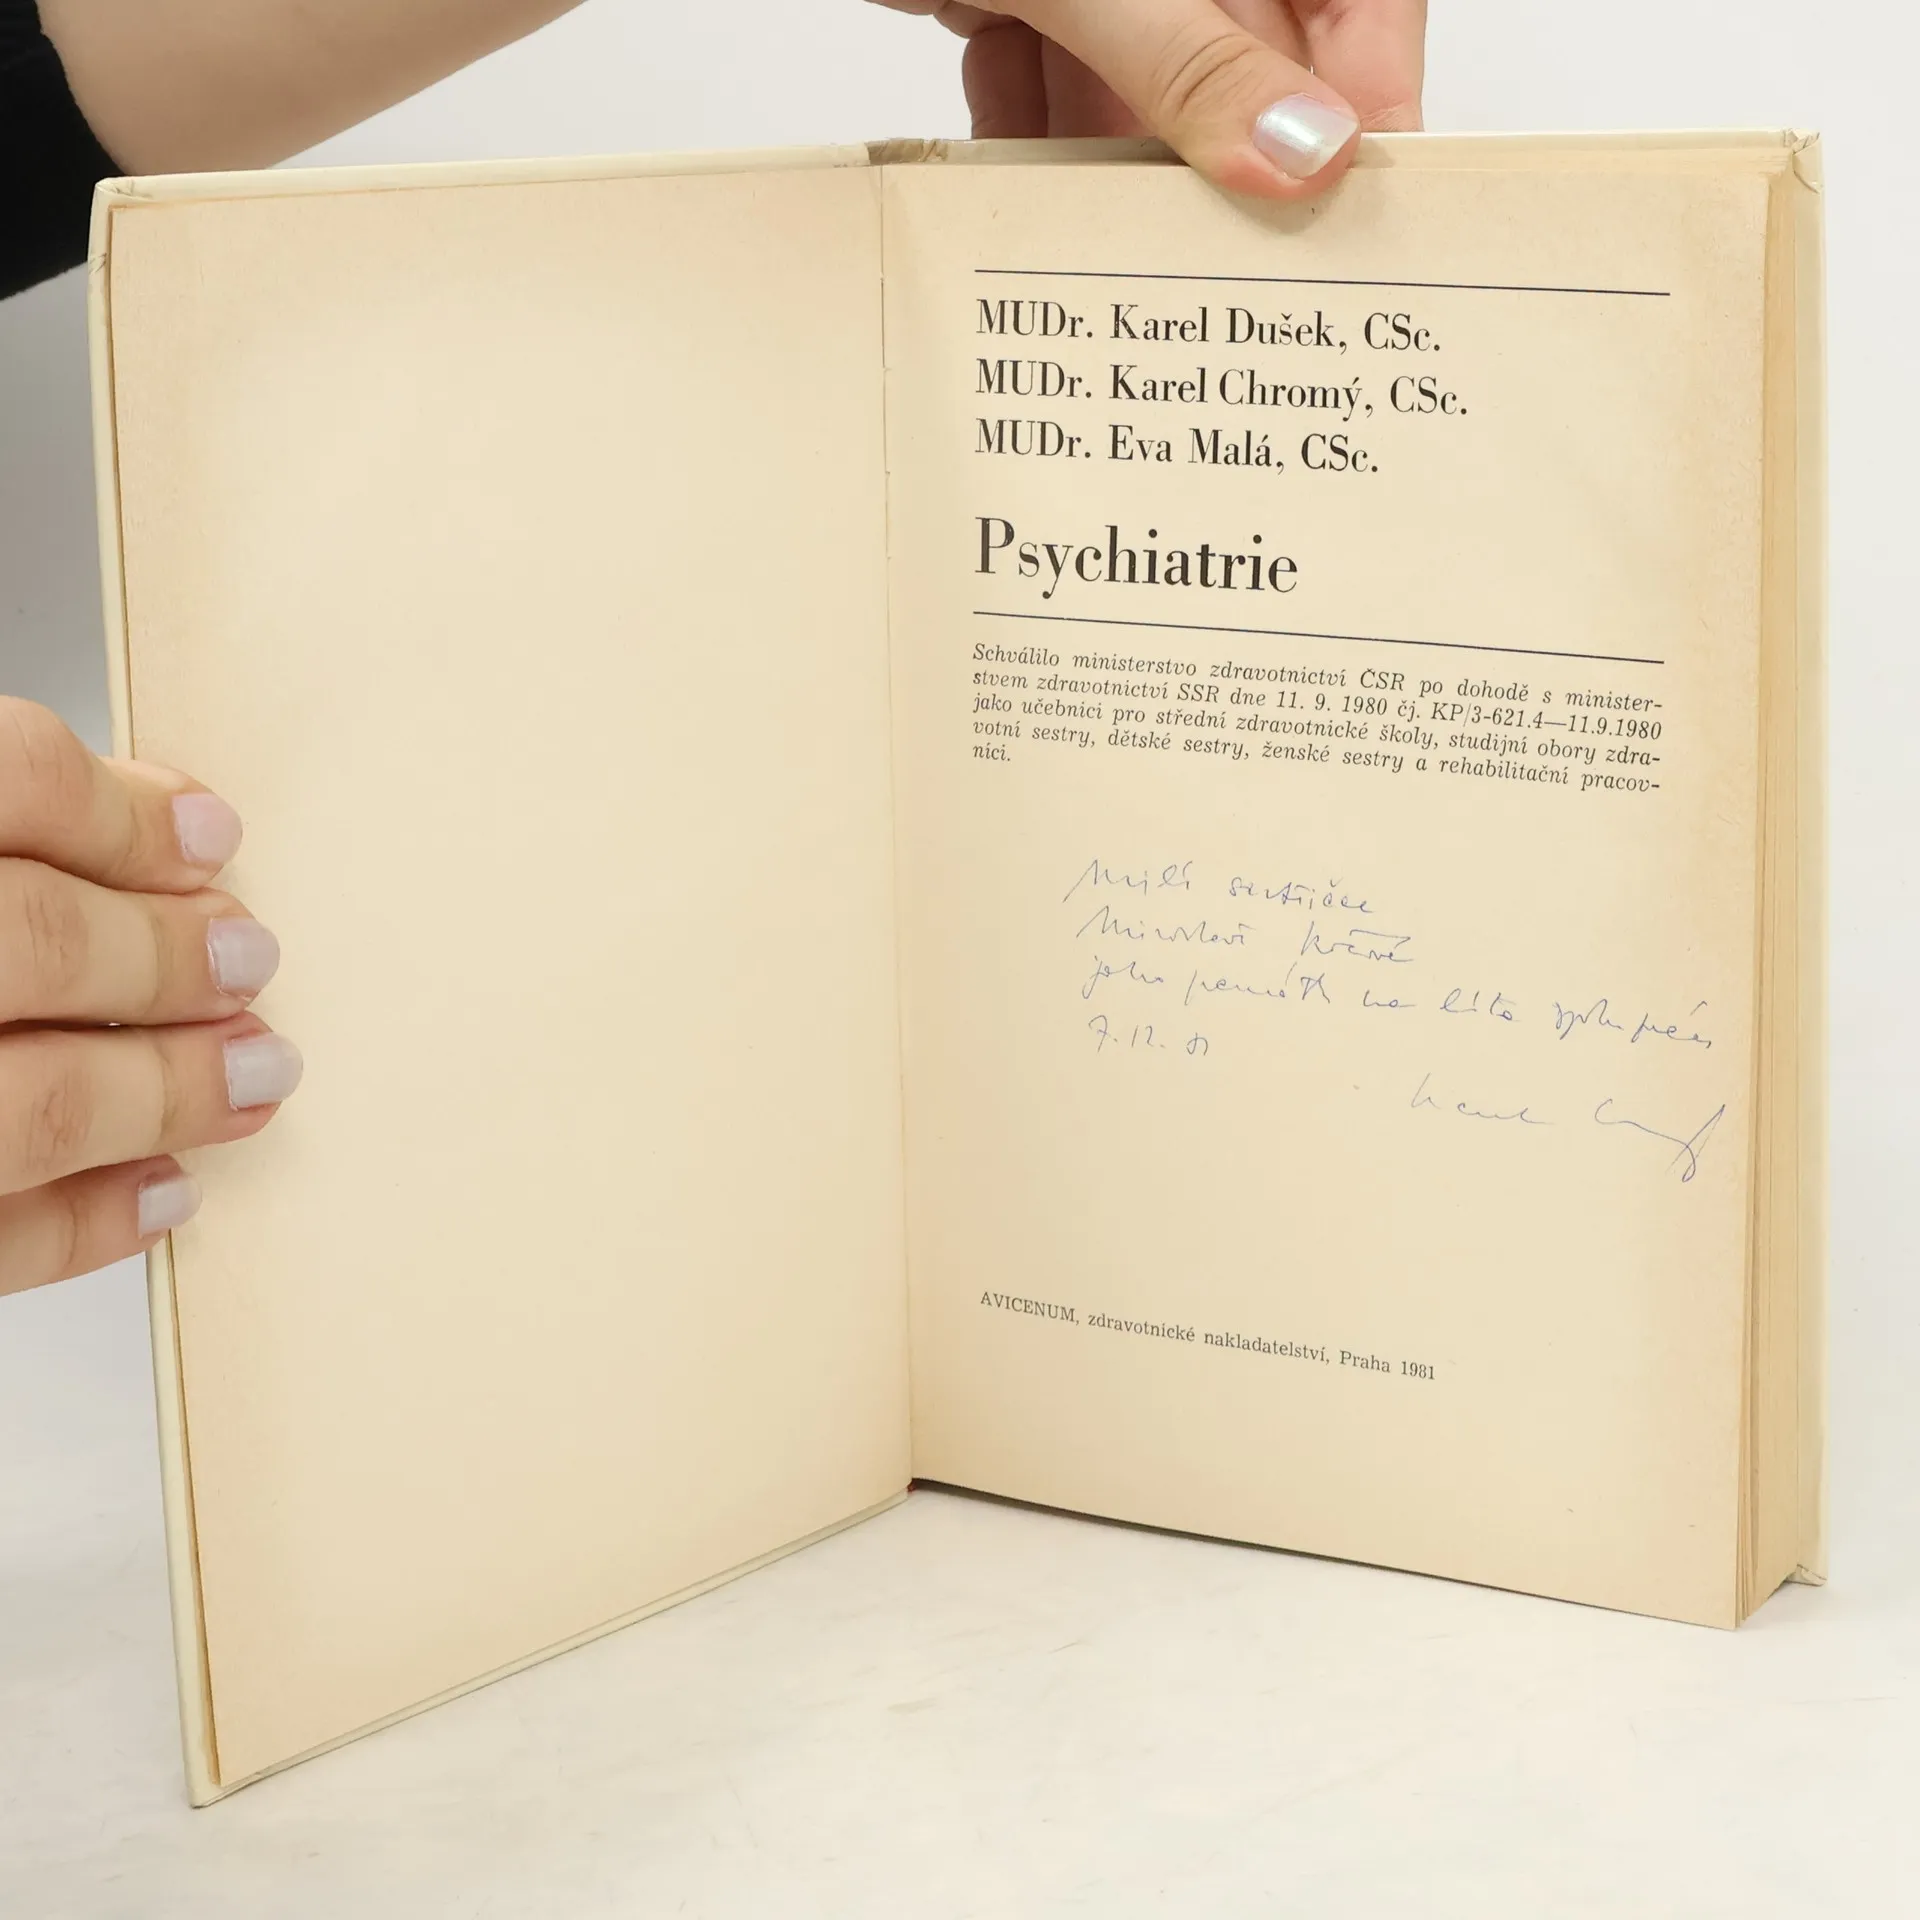 MUDr. Karel Dušek, CSc.
MUDr. Karel Chromý, CSc.
MUDr. Eva Malá, CSc.
Psychiatrie
Schválilo ministerstvo zdravotnictví ČSR po dohodě s minister-
stvem zdravotnictví SSR dne 11. 9. 1980 čj. KP/3-621.4—11.9.1980
jako učebnici pro střední zdravotnické školy, studijní obory zdra-
votní sestry, dětské sestry, ženské sestry a rehabilitační pracov-
níci.
Milé sestřičce
jako na léta
7. 12. 81
AVICENUM, zdravotnické nakladatelství, Praha 1981